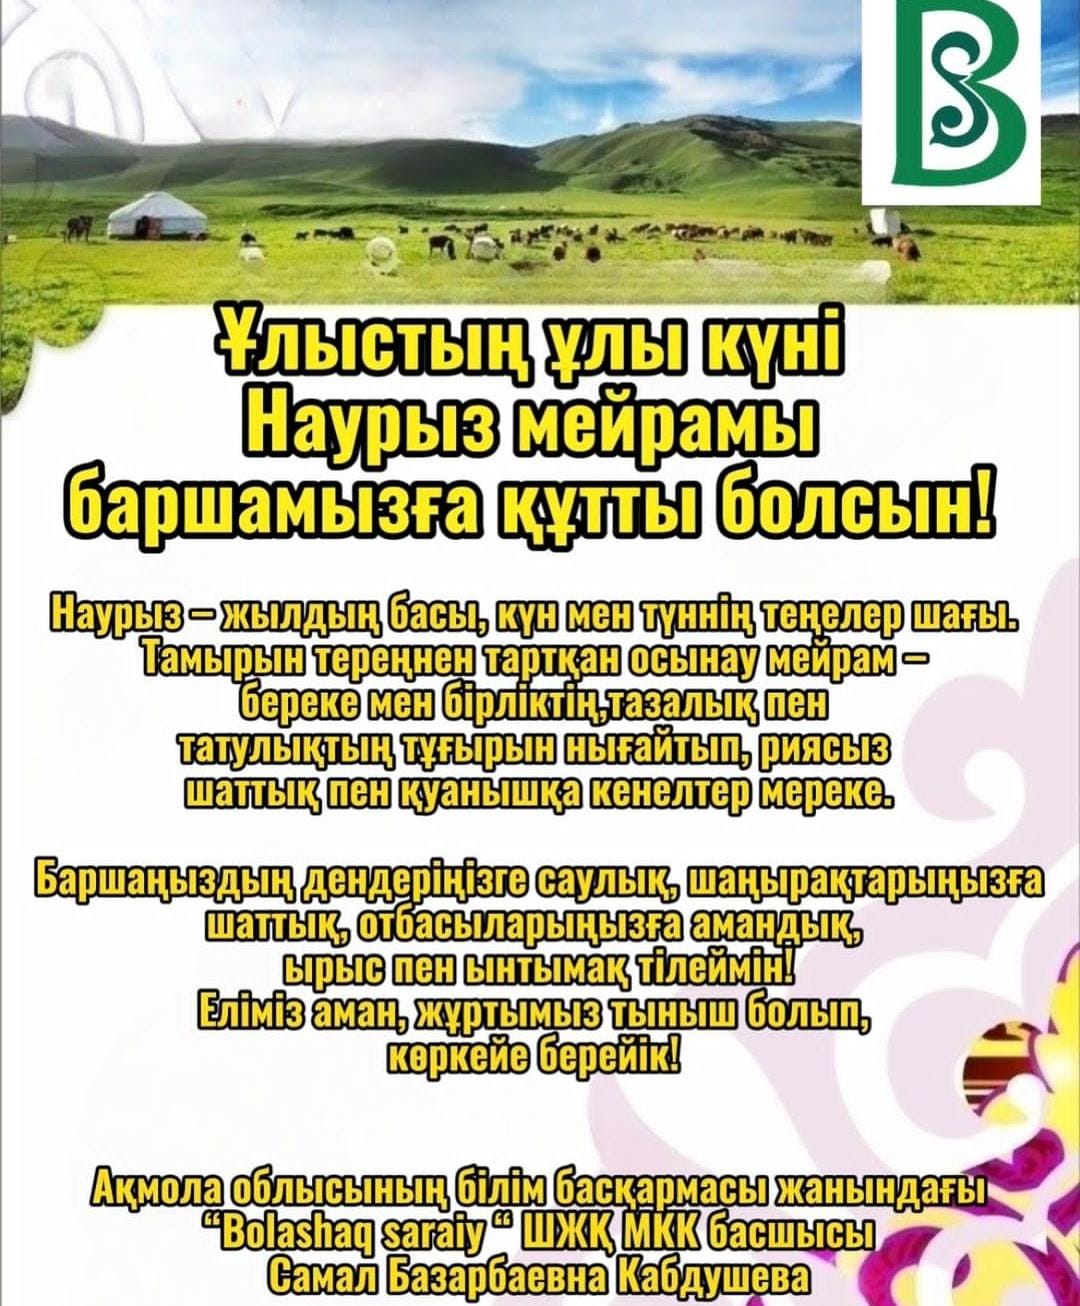 BS
Ұлыстың ұлы күні
Наурыз мейрамы
баршамызға құтты болсын!
Наурыз – жылдың басы, күн мен түннің теңелер шағы.
Тамырын тереңнен тартқан осынау мейрам –
береке мен бірліктің,тазалық пен
татулықтың тұғырын нығайтып, риясыз
шаттық пен қуанышқа кенелтер мереке.
Баршаңыздың дендеріңізге саулық, шаңырақтарыңызға
шаттық, отбасыларыңызға амандық,
ырыс пен ынтымақ тілеймін!
Еліміз аман, жұртымыз тыныш болып,
көркейе берейік!
Ақмола облысының білім басқармасы жанындағы
“Bolashaq saraiy “ ШЖҚ МКК басшысы
Самал Базарбаевна Кабдушева